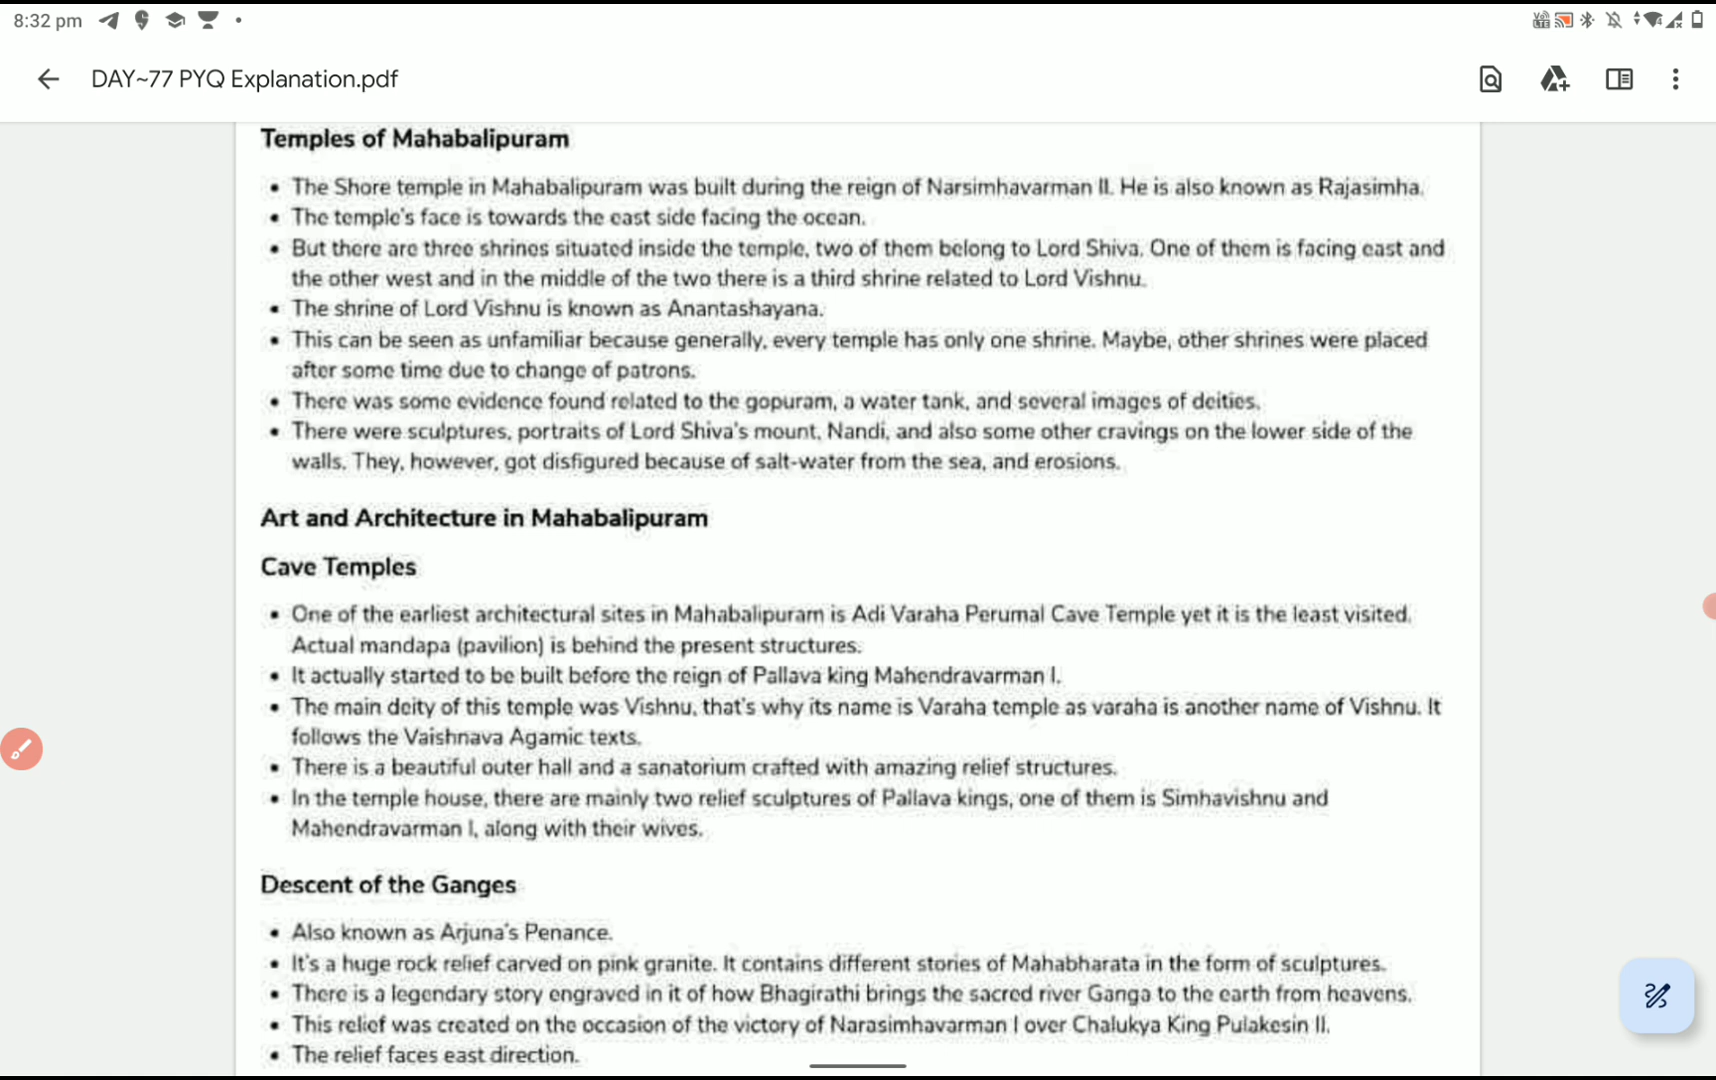 8:32 pm
DAY~77 PYQ Explanation.pdf
Temples of Mahabalipuram
• The Shore temple in Mahabalipuram was built during the reign of Narsimhavarman II. He is also known as Rajasimha.
• The temple's face is towards the east side facing the ocean.
• But there are three shrines situated inside the temple, two of them belong to Lord Shiva. One of them is facing east and
the other west and in the middle of the two there is a third shrine related to Lord Vishnu.
• The shrine of Lord Vishnu is known as Anantashayana.
• This can be seen as unfamiliar because generally, every temple has only one shrine. Maybe, other shrines were placed
after some time due to change of patrons.
• There was some evidence found related to the gopuram, a water tank, and several images of deities.
• There were sculptures, portraits of Lord Shiva's mount, Nandi, and also some other cravings on the lower side of the
walls. They, however, got disfigured because of salt-water from the sea, and erosions.
Art and Architecture in Mahabalipuram
Cave Temples
• One of the earliest architectural sites in Mahabalipuram is Adi Varaha Perumal Cave Temple yet it is the least visited.
Actual mandapa (pavilion) is behind the present structures.
• It actually started to be built before the reign of Pallava king Mahendravarman I.
• The main deity of this temple was Vishnu, that's why its name is Varaha temple as varaha is another name of Vishnu. It
follows the Vaishnava Agamic texts.
• There is a beautiful outer hall and a sanatorium crafted with amazing relief structures.
• In the temple house, there are mainly two relief sculptures of Pallava kings, one of them is Simhavishnu and
Mahendravarman I, along with their wives.
Descent of the Ganges
• Also known as Arjuna's Penance.
• It's a huge rock relief carved on pink granite. It contains different stories of Mahabharata in the form of sculptures.
• There is a legendary story engraved in it of how Bhagirathi brings the sacred river Ganga to the earth from heavens.
• This relief was created on the occasion of the victory of Narasimhavarman I over Chalukya King Pulakesin II.
• The relief faces east direction.